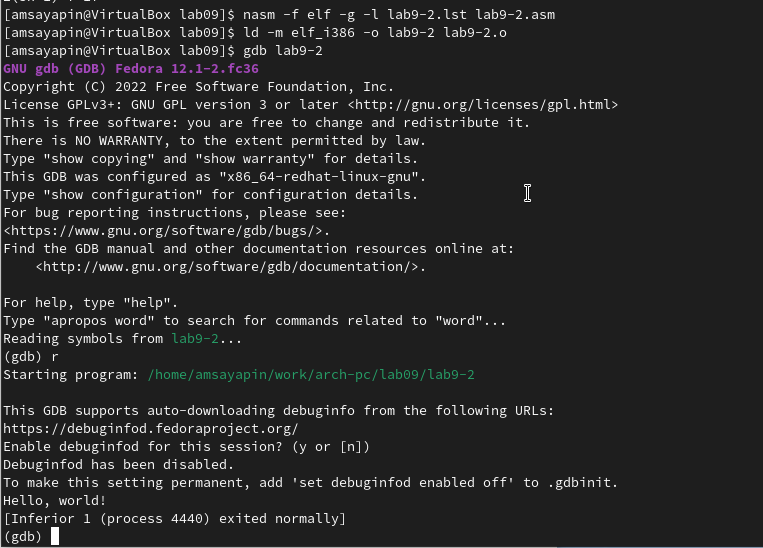 [amsayapin@VirtualBox lab09]$ nasm -f elf -g -l lab9-2.lst lab9-2.asm
[amsayapin@VirtualBox lab09]$ ld -m elf_i386 -o lab9-2 lab9-2.o
[amsayapin@VirtualBox lab09]$ gdb lab9-2
GNU gdb (GDB) Fedora 12.1-2.fc36
Copyright (C) 2022 Free Software Foundation, Inc.
License GPLv3+: GNU GPL version 3 or later <http://gnu.org/licenses/gpl.html>
This is free software: you are free to change and redistribute it.
There is NO WARRANTY, to the extent permitted by law.
Type "show copying" and "show warranty" for details.
This GDB was configured as "x86_64-redhat-linux-gnu".
Type "show configuration" for configuration details.
For bug reporting instructions, please see:
<https://www.gnu.org/software/gdb/bugs/>.
Find the GDB manual and other documentation resources online at:
    <http://www.gnu.org/software/gdb/documentation/>.

For help, type "help".
Type "apropos word" to search for commands related to "word"...
Reading symbols from lab9-2...
(gdb) r
Starting program: /home/amsayapin/work/arch-pc/lab09/lab9-2

This GDB supports auto-downloading debuginfo from the following URLs:
https://debuginfod.fedoraproject.org/
Enable debuginfod for this session? (y or [n])
Debuginfod has been disabled.
To make this setting permanent, add 'set debuginfod enabled off' to .gdbinit.
Hello, world!
[Inferior 1 (process 4440) exited normally]
(gdb)